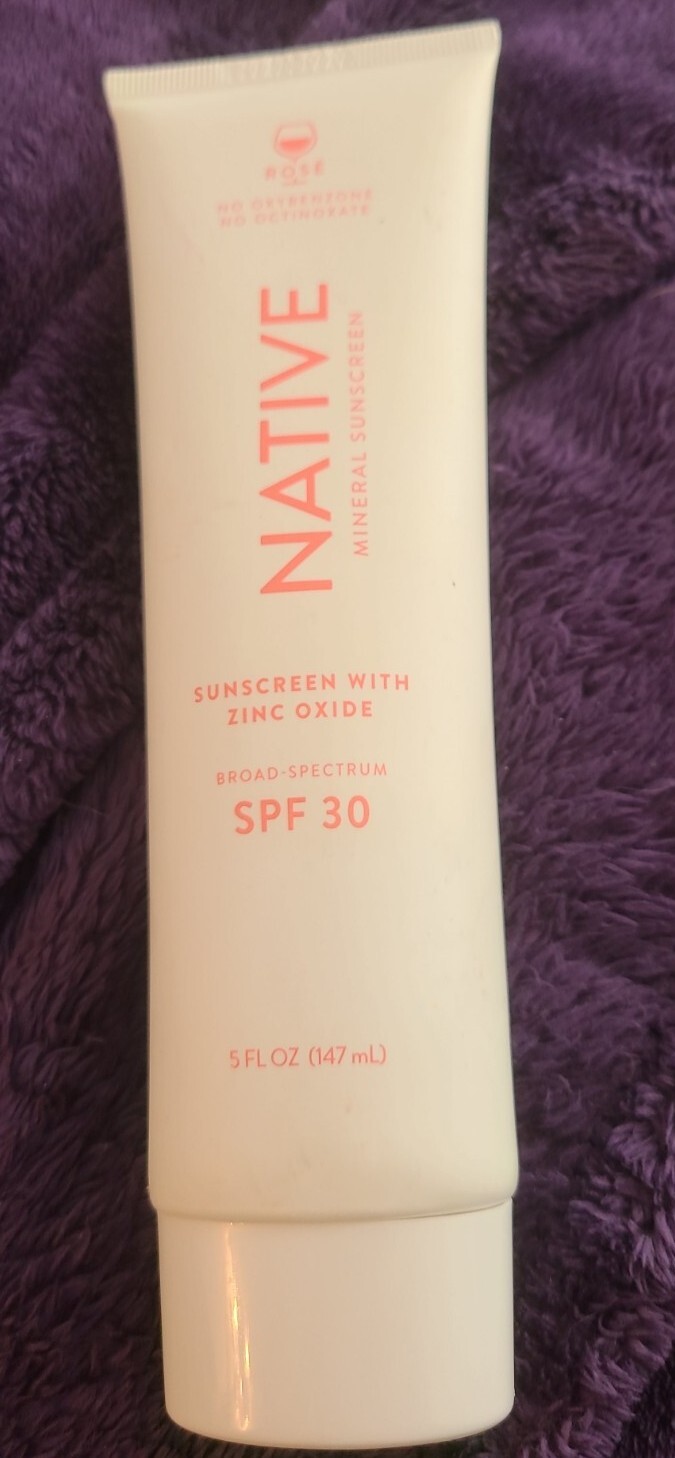 ROSÉ
NO OXYBENZONE
NO OCTINOXATE
NATIVE
MINERAL SUNSCREEN
SUNSCREEN WITH
ZINC OXIDE
BROAD-SPECTRUM
SPF 30
5 FL OZ (147 mL)